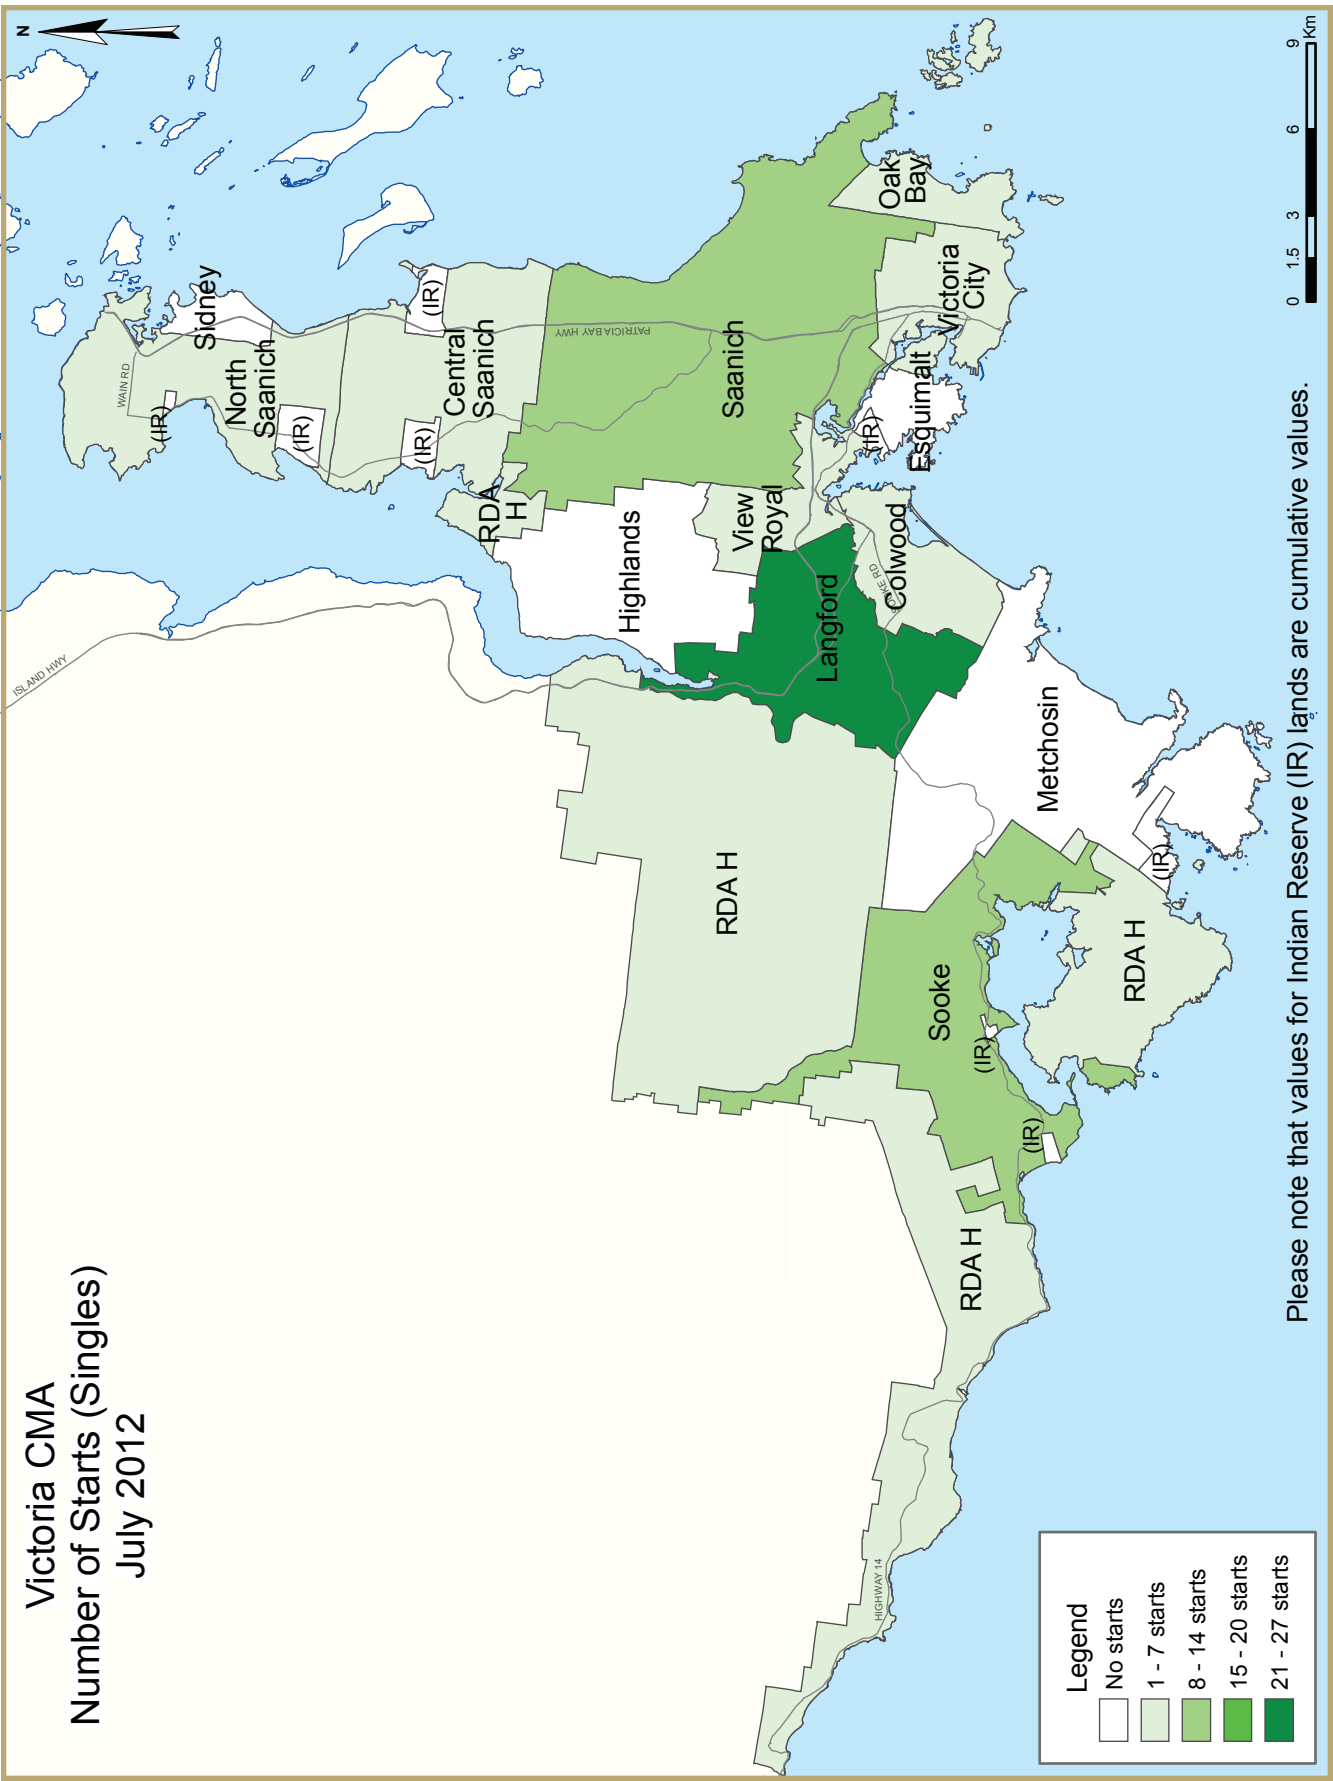 Victoria CMA
Number of Starts (Singles)
July 2012
N
ISLAND HWY
WAIN RD
(IR)
North
Saanich
Sidney
(IR)
(IR)
Central
Saanich
(IR)
PATRICIA BAY HWY
RDA
H
Highlands
Saanich
View
Royal
Langford
Oak
Bay
Victoria
City
Esquimalt
(IR)
Colwood
RDA H
Metchosin
(IR)
Sooke
(IR)
(IR)
RDA H
RDA H
HIGHWAY 14
Legend
No starts
1 - 7 starts
8 - 14 starts
15 - 20 starts
21 - 27 starts
0 1.5 3 6 9
Km
Please note that values for Indian Reserve (IR) lands are cumulative values.